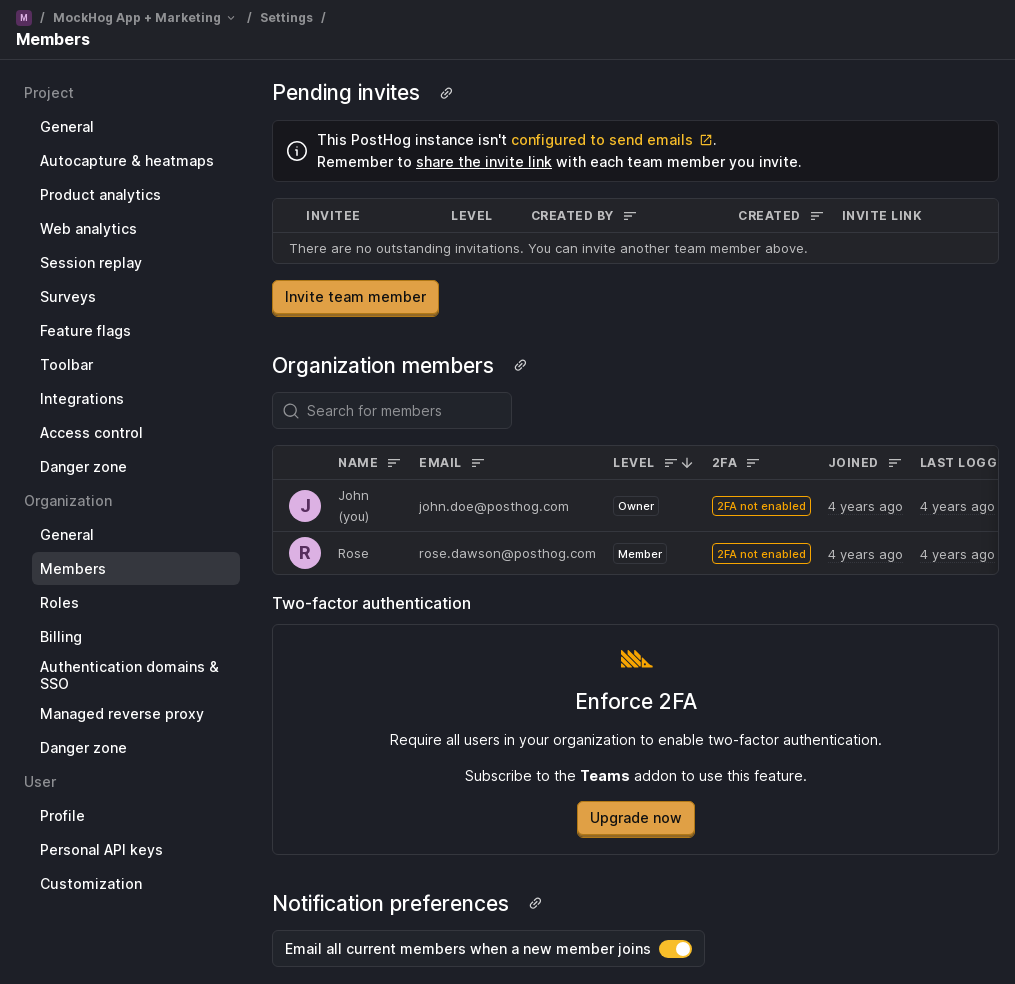 M / MockHog App + Marketing / Settings /
Members
Project
General
Autocapture & heatmaps
Product analytics
Web analytics
Session replay
Surveys
Feature flags
Toolbar
Integrations
Access control
Danger zone
Organization
General
Members
Roles
Billing
Authentication domains &
SSO
Managed reverse proxy
Danger zone
User
Profile
Personal API keys
Customization
Pending invites
This PostHog instance isn't configured to send emails.
Remember to share the invite link with each team member you invite.
INVITEE LEVEL CREATED BY CREATED INVITE LINK
There are no outstanding invitations. You can invite another team member above.
Invite team member
Organization members
Search for members
NAME EMAIL LEVEL 2FA JOINED LAST LOGG
J John
(you) john.doe@posthog.com Owner 2FA not enabled 4 years ago 4 years ago
R Rose rose.dawson@posthog.com Member 2FA not enabled 4 years ago 4 years ago
Two-factor authentication
Enforce 2FA
Require all users in your organization to enable two-factor authentication.
Subscribe to the Teams addon to use this feature.
Upgrade now
Notification preferences
Email all current members when a new member joins